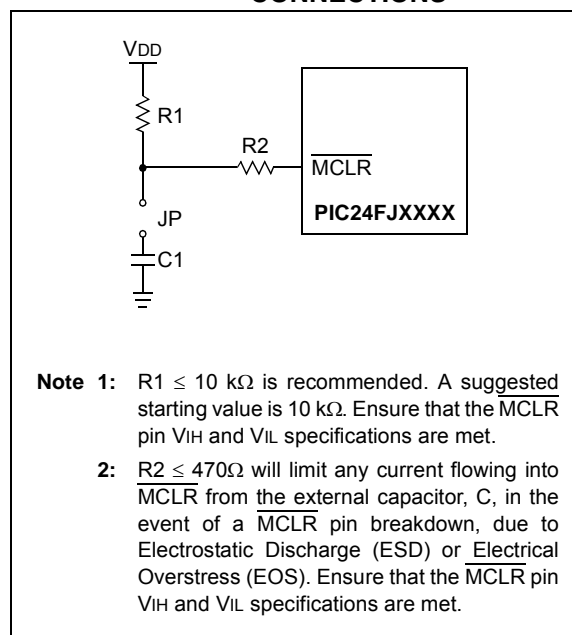 CONNECTIONS
VDD
R1
R2
MCLR
JP
PIC24FJXXXX
C1
Note 1: R1 ≤ 10 kΩ is recommended. A suggested
starting value is 10 kΩ. Ensure that the MCLR
pin VIH and VIL specifications are met.
2: R2 ≤ 470Ω will limit any current flowing into
MCLR from the external capacitor, C, in the
event of a MCLR pin breakdown, due to
Electrostatic Discharge (ESD) or Electrical
Overstress (EOS). Ensure that the MCLR pin
VIH and VIL specifications are met.